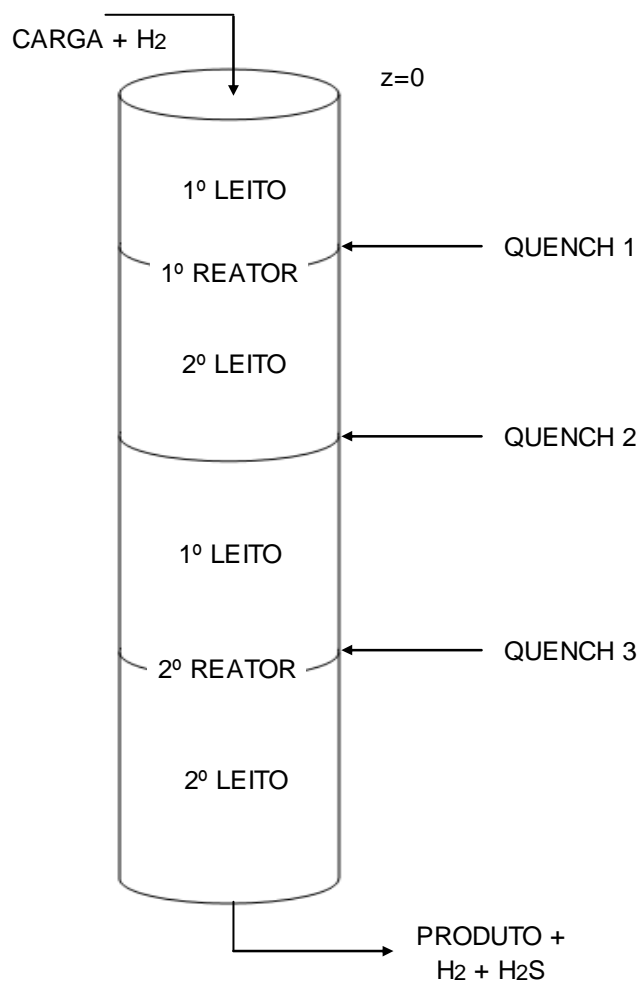 CARGA + H2
z=0
1º LEITO
QUENCH 1
1º REATOR
2º LEITO
QUENCH 2
1º LEITO
QUENCH 3
2º REATOR
2º LEITO
PRODUTO +
H2 + H2S